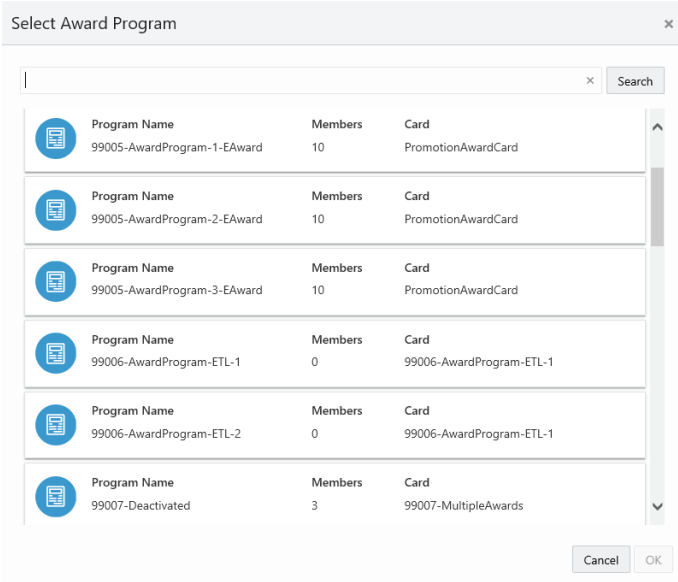 Select Award Program ×
× Search
Program Name Members Card
99005-AwardProgram-1-EAward 10 PromotionAwardCard
Program Name Members Card
99005-AwardProgram-2-EAward 10 PromotionAwardCard
Program Name Members Card
99005-AwardProgram-3-EAward 10 PromotionAwardCard
Program Name Members Card
99006-AwardProgram-ETL-1 0 99006-AwardProgram-ETL-1
Program Name Members Card
99006-AwardProgram-ETL-2 0 99006-AwardProgram-ETL-1
Program Name Members Card
99007-Deactivated 3 99007-MultipleAwards
Cancel OK